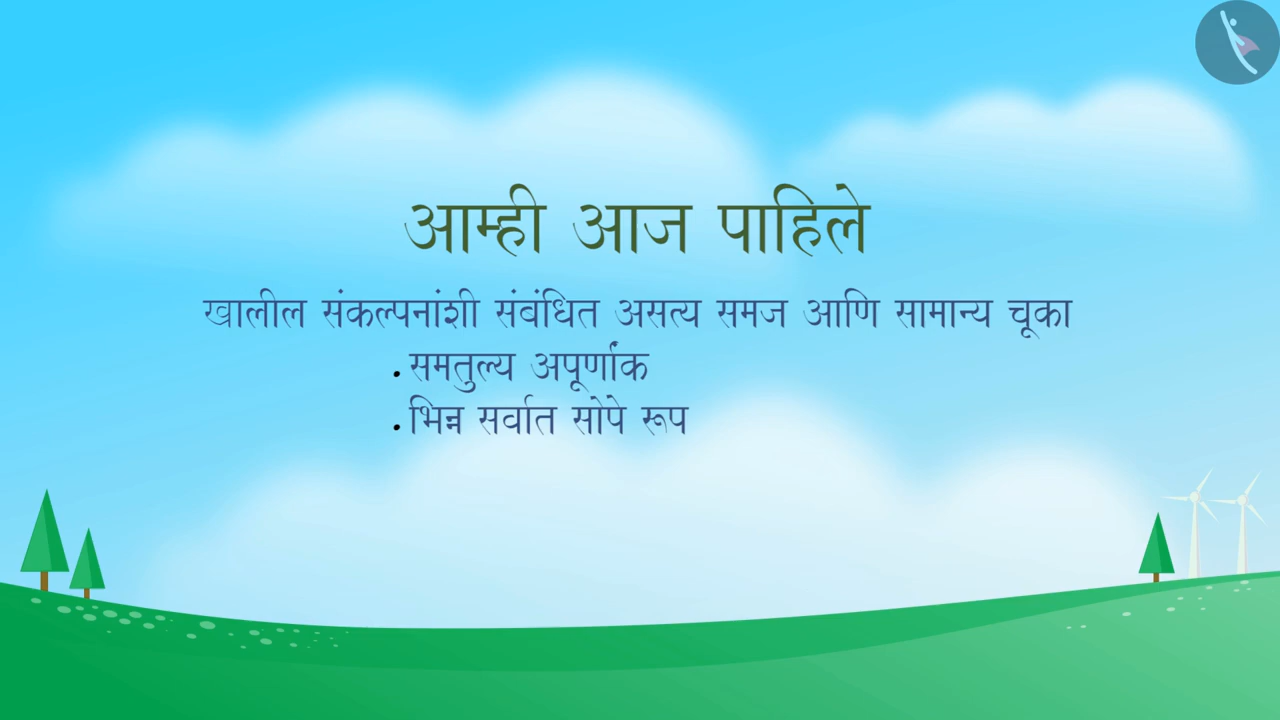 आम्ही आज पाहिले
खालील संकल्पनांशी संबंधित असत्य समज आणि सामान्य चूका
• समतुल्य अपूर्णांक
• भिन्न सर्वात सोपे रूप